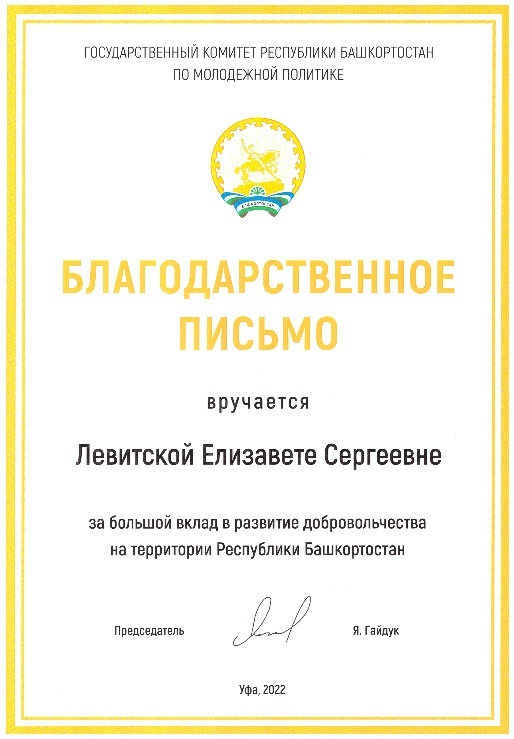 ГОСУДАРСТВЕННЫЙ КОМИТЕТ РЕСПУБЛИКИ БАШКОРТОСТАН
ПО МОЛОДЕЖНОЙ ПОЛИТИКЕ
БАШКОРТОСТАН
БЛАГОДАРСТВЕННОЕ
ПИСЬМО
вручается
Левитской Елизавете Сергеевне
за большой вклад в развитие добровольчества
на территории Республики Башкортостан
Председатель Я. Гайдук
Уфа, 2022